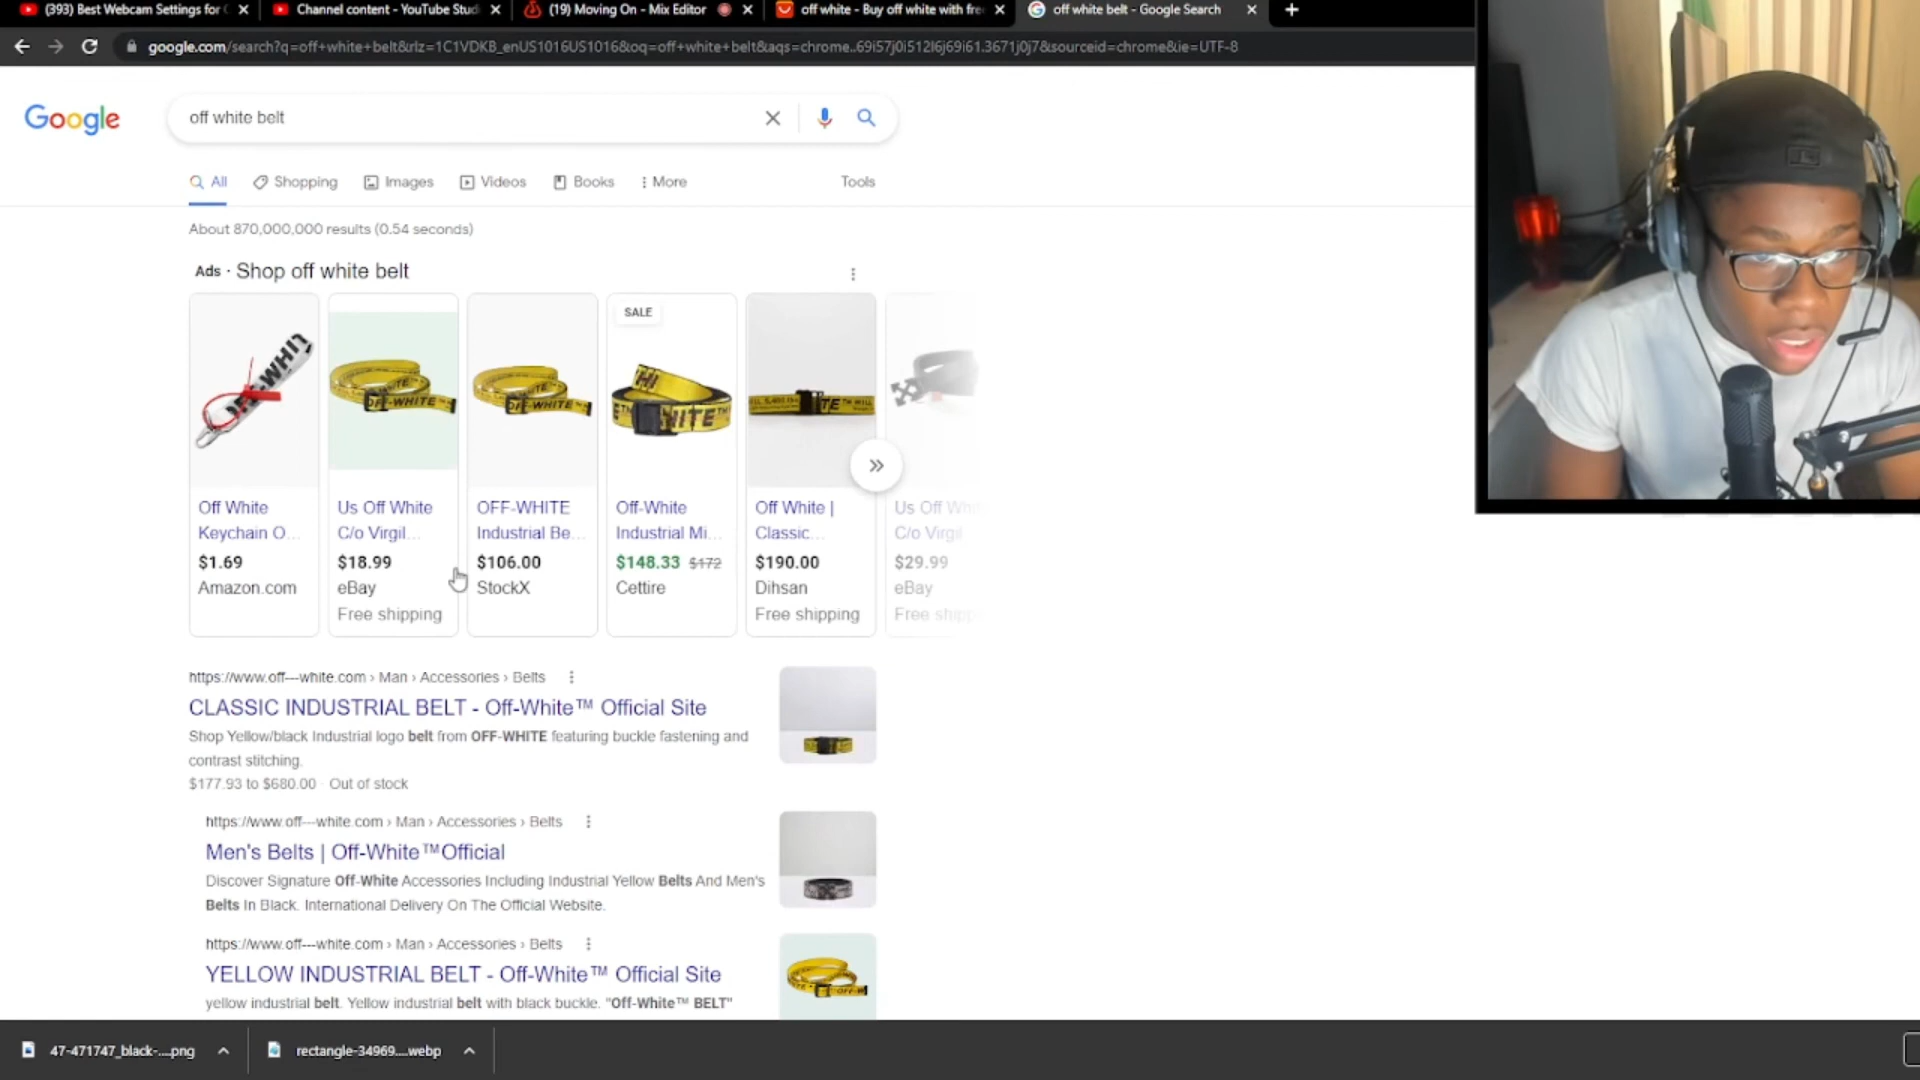 (393) Best Webcam Settings for
Channel content - YouTube Stud
(19) Moving On - Mix Editor
off white - Buy off white with fre
off white belt - Google Search
google.com/search?q=off+white+belt&rlz=1C1VDKB_enUS1016US1016&oq=off+white+belt&aqs=chrome..69i57j0i512l6j69i61.3671j0j7&sourceid=chrome&ie=UTF-8
Google
off white belt
All
Shopping
Images
Videos
Books
More
Tools
About 870,000,000 results (0.54 seconds)
Ads · Shop off white belt
Off White
Keychain O...
$1.69
Amazon.com
OFF-WHITE
Us Off White
C/o Virgil...
$18.99
eBay
Free shipping
OFF-WHITE
OFF-WHITE
Industrial Be...
$106.00
StockX
SALE
Off-White
Industrial Mi...
$148.33 $172
Cettire
Off White |
Classic...
$190.00
Dihsan
Free shipping
Us Off Whi
C/o Virgil
$29.99
eBay
Free shipp
https://www.off---white.com › Man › Accessories › Belts
CLASSIC INDUSTRIAL BELT - Off-White™ Official Site
Shop Yellow/black Industrial logo belt from OFF-WHITE featuring buckle fastening and
contrast stitching.
$177.93 to $680.00 · Out of stock
https://www.off---white.com › Man › Accessories › Belts
Men's Belts | Off-White™Official
Discover Signature Off-White Accessories Including Industrial Yellow Belts And Men's
Belts In Black. International Delivery On The Official Website.
https://www.off---white.com › Man › Accessories › Belts
YELLOW INDUSTRIAL BELT - Off-White™ Official Site
yellow industrial belt. Yellow industrial belt with black buckle. "Off-White™ BELT"
47-471747_black-....png
rectangle-34969....webp